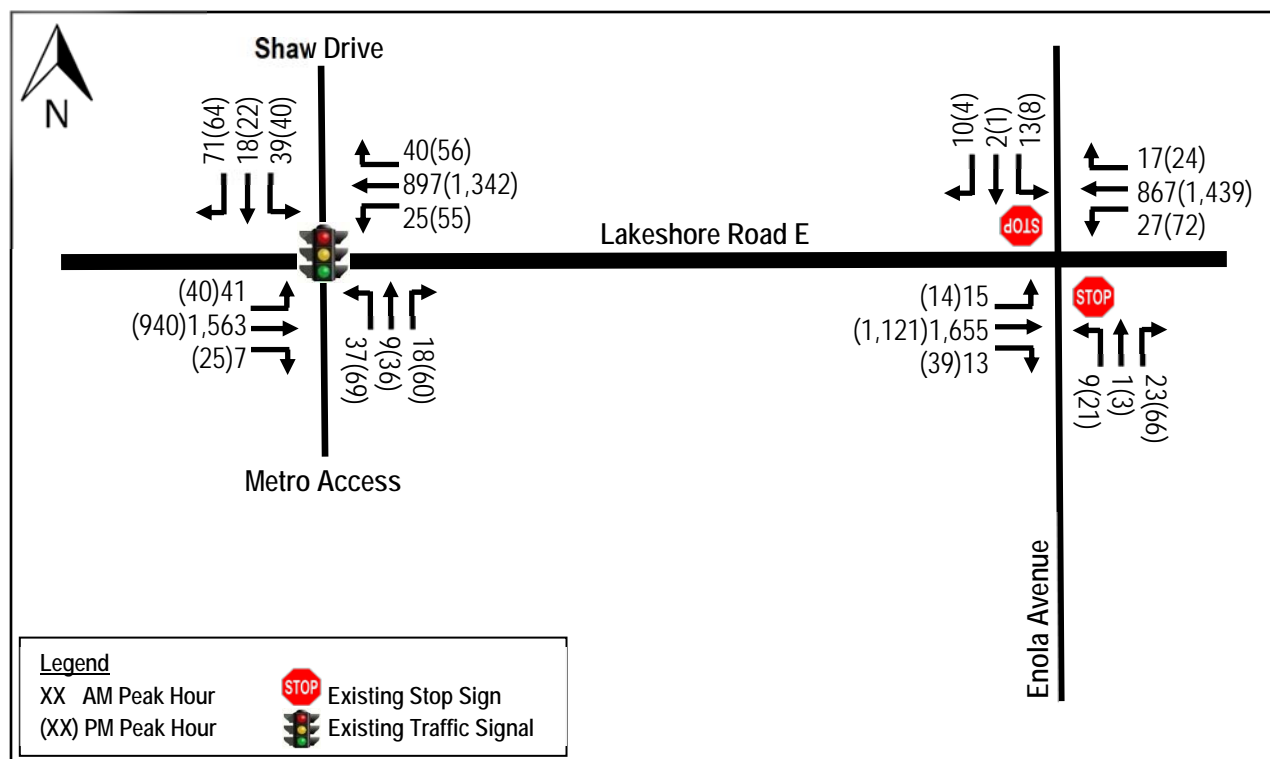 N
Shaw Drive
71(64)
18(22)
39(40)
40(56)
897(1,342)
25(55)
10(4)
2(1)
13(8)
17(24)
867(1,439)
27(72)
STOP
Lakeshore Road E
(40)41
(940)1,563
(25)7
37(69)
9(36)
18(60)
(14)15
(1,121)1,655
(39)13
STOP
9(21)
1(3)
23(66)
Metro Access
Enola Avenue
Legend
XX AM Peak Hour
STOP Existing Stop Sign
(XX) PM Peak Hour
Existing Traffic Signal